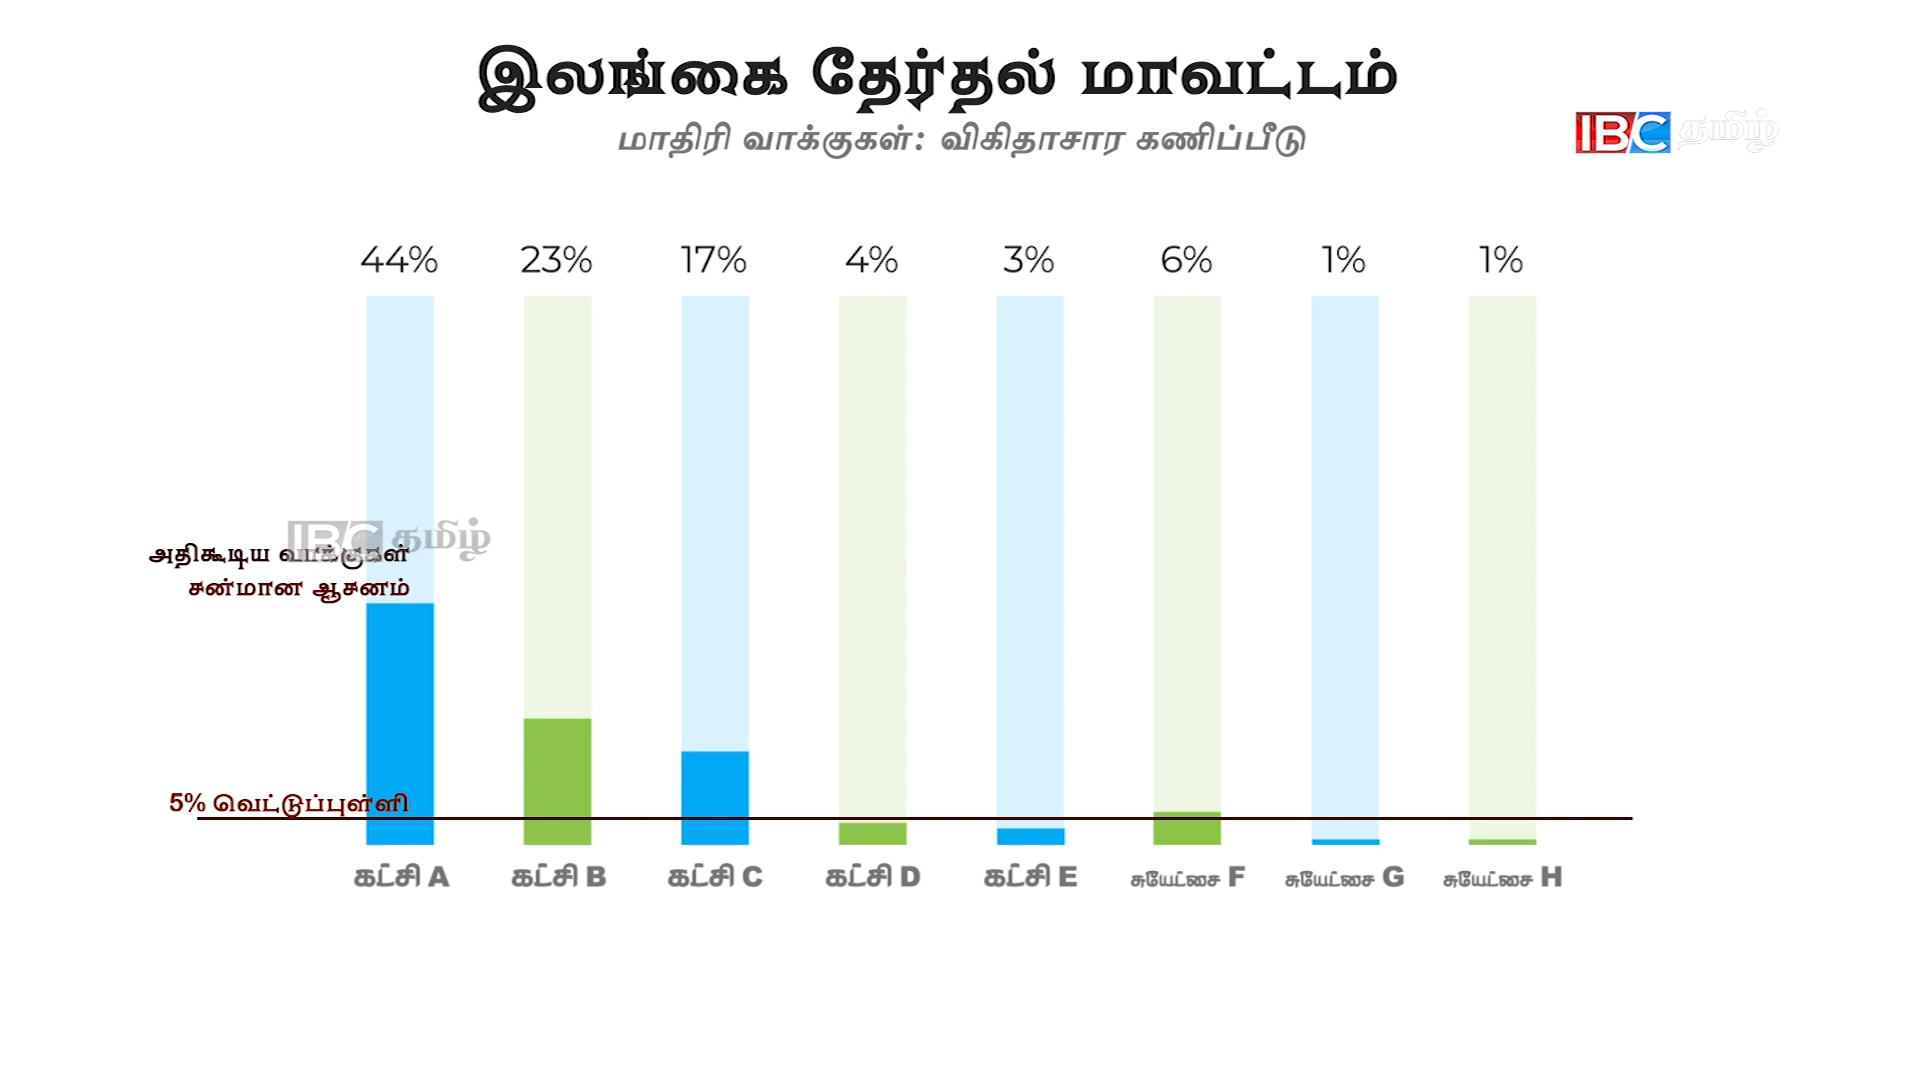 இலங்கை தேர்தல் மாவட்டம்
மாதிரி வாக்குகள்: விகிதாசார கணிப்பீடு
IBC தமிழ்
44% 23% 17% 4% 3% 6% 1% 1%
IBC தமிழ்
அதிகூடிய வாக்குகள்
சன்மான ஆசனம்
5% வெட்டுப்புள்ளி
கட்சி A கட்சி B கட்சி C கட்சி D கட்சி E சுயேட்சை F சுயேட்சை G சுயேட்சை H